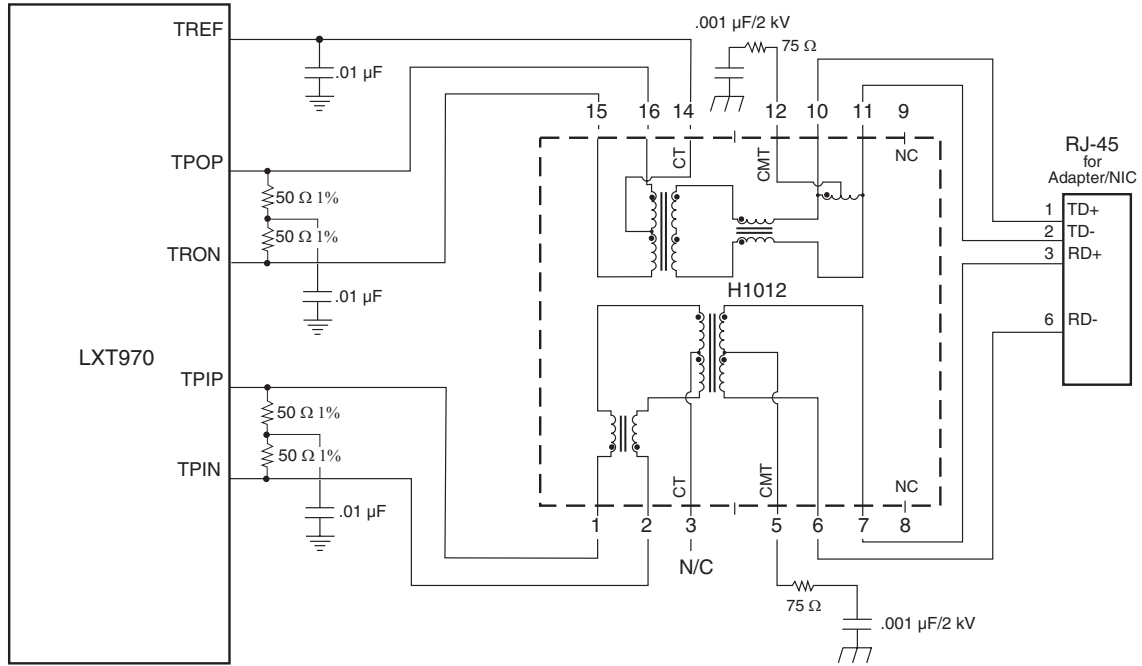 TREF
.01 µF
.001 µF/2 kV
75 Ω
15 16 14 12 10 11 9
CT
CMT
NC
TPOP
50 Ω 1%
50 Ω 1%
TRON
.01 µF
RJ-45
for
Adapter/NIC
1 TD+
2 TD-
3 RD+
6 RD-
H1012
LXT970
TPIP
50 Ω 1%
50 Ω 1%
TPIN
.01 µF
CT
CMT
NC
1 2 3 5 6 7 8
N/C
75 Ω
.001 µF/2 kV